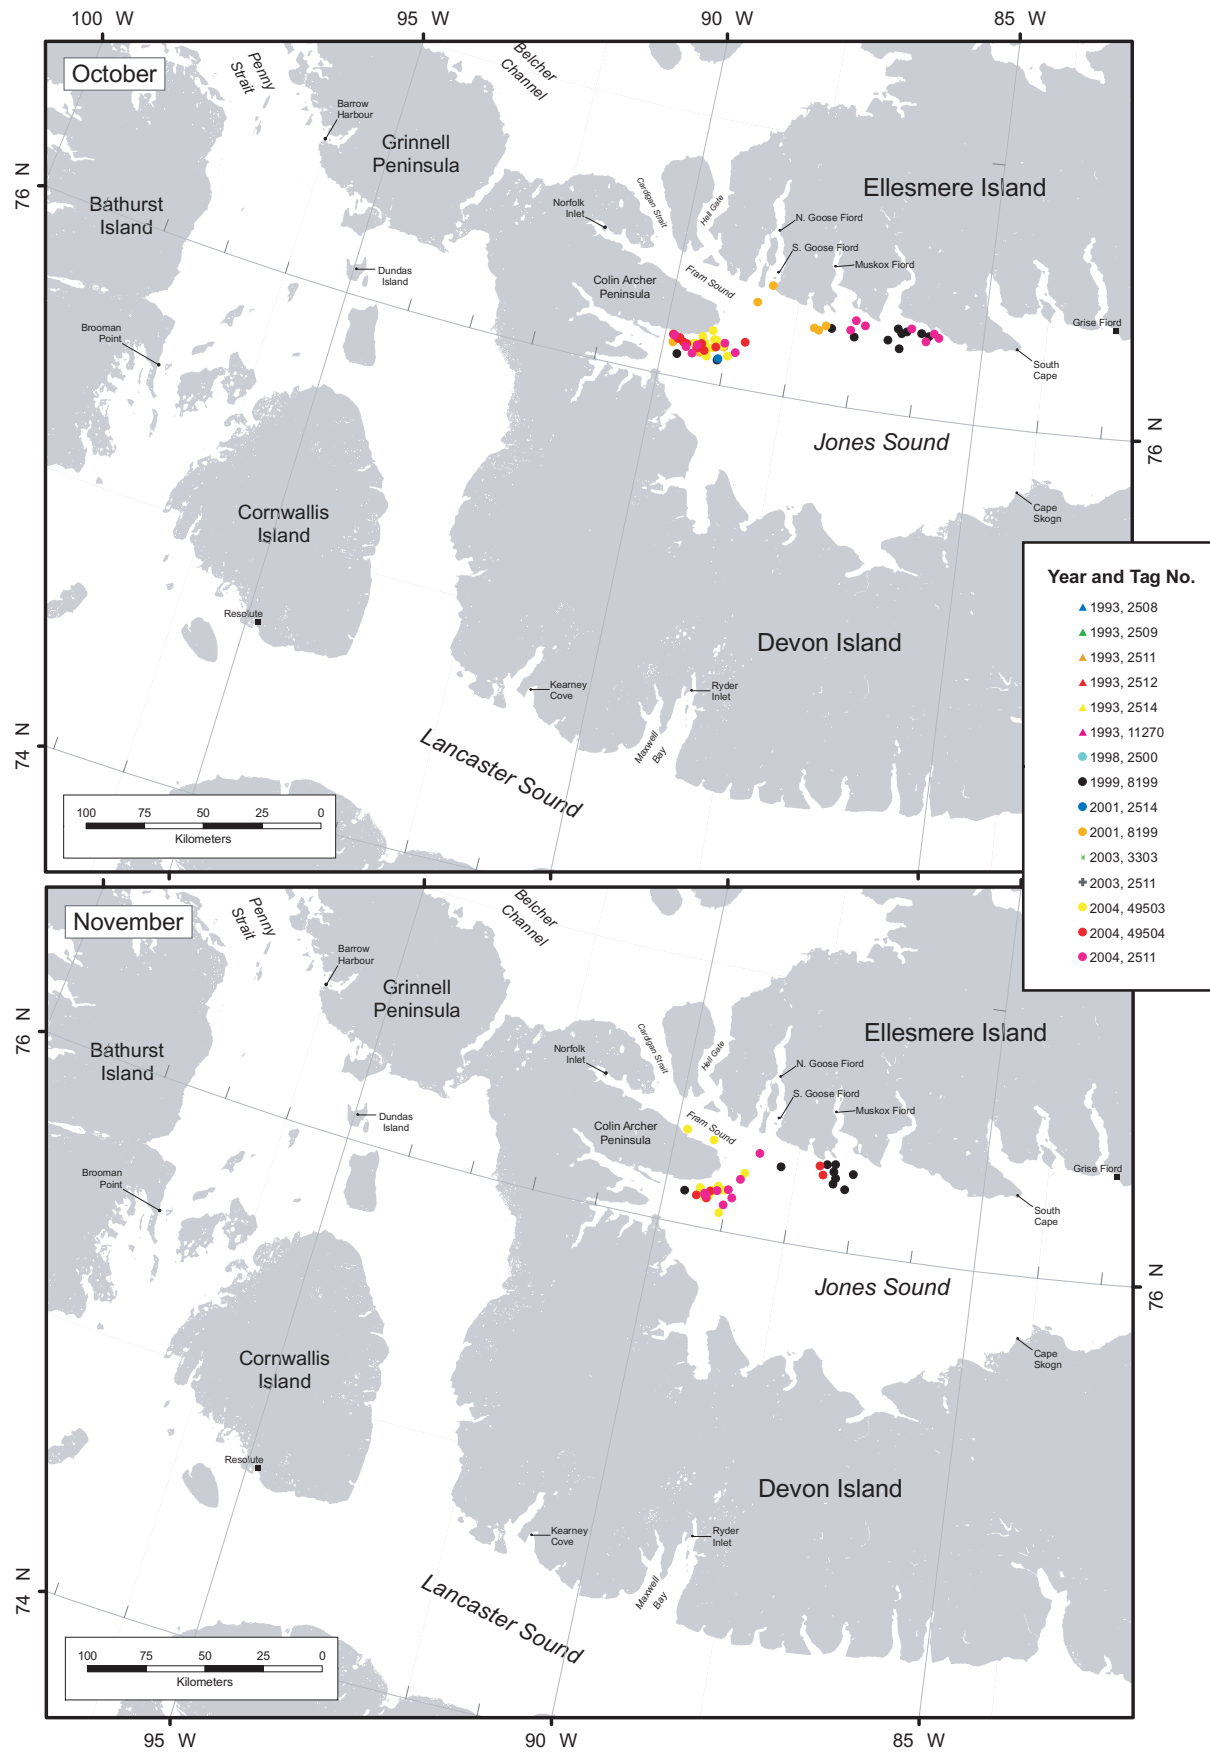 100 W
95 W
90 W
85 W
October
Penny
Strait
Belcher
Channel
Barrow
Harbour
Grinnell
Peninsula
76 N
Bathurst
Island
Ellesmere Island
Cardigan Strait
Hell Gate
Norfolk
Inlet
N. Goose Fiord
S. Goose Fiord
Muskox Fiord
Dundas
Island
Colin Archer
Peninsula
Fram Sound
Brooman
Point
Grise Fiord
South
Cape
Jones Sound
76 N
Cape
Skogn
Cornwallis
Island
Resolute
Devon Island
Kearney
Cove
Ryder
Inlet
Maxwell
Bay
74 N
Lancaster Sound
100 75 50 25 0
Kilometers
Year and Tag No.
1993, 2508
1993, 2509
1993, 2511
1993, 2512
1993, 2514
1993, 11270
1998, 2500
1999, 8199
2001, 2514
2001, 8199
2003, 3303
2003, 2511
2004, 49503
2004, 49504
2004, 2511
November
Penny
Strait
Belcher
Channel
Barrow
Harbour
Grinnell
Peninsula
76 N
Bathurst
Island
Ellesmere Island
Cardigan Strait
Hell Gate
Norfolk
Inlet
N. Goose Fiord
S. Goose Fiord
Muskox Fiord
Dundas
Island
Colin Archer
Peninsula
Fram Sound
Brooman
Point
Grise Fiord
South
Cape
Jones Sound
76 N
Cape
Skogn
Cornwallis
Island
Resolute
Devon Island
Kearney
Cove
Ryder
Inlet
Maxwell
Bay
74 N
Lancaster Sound
100 75 50 25 0
Kilometers
95 W
90 W
85 W